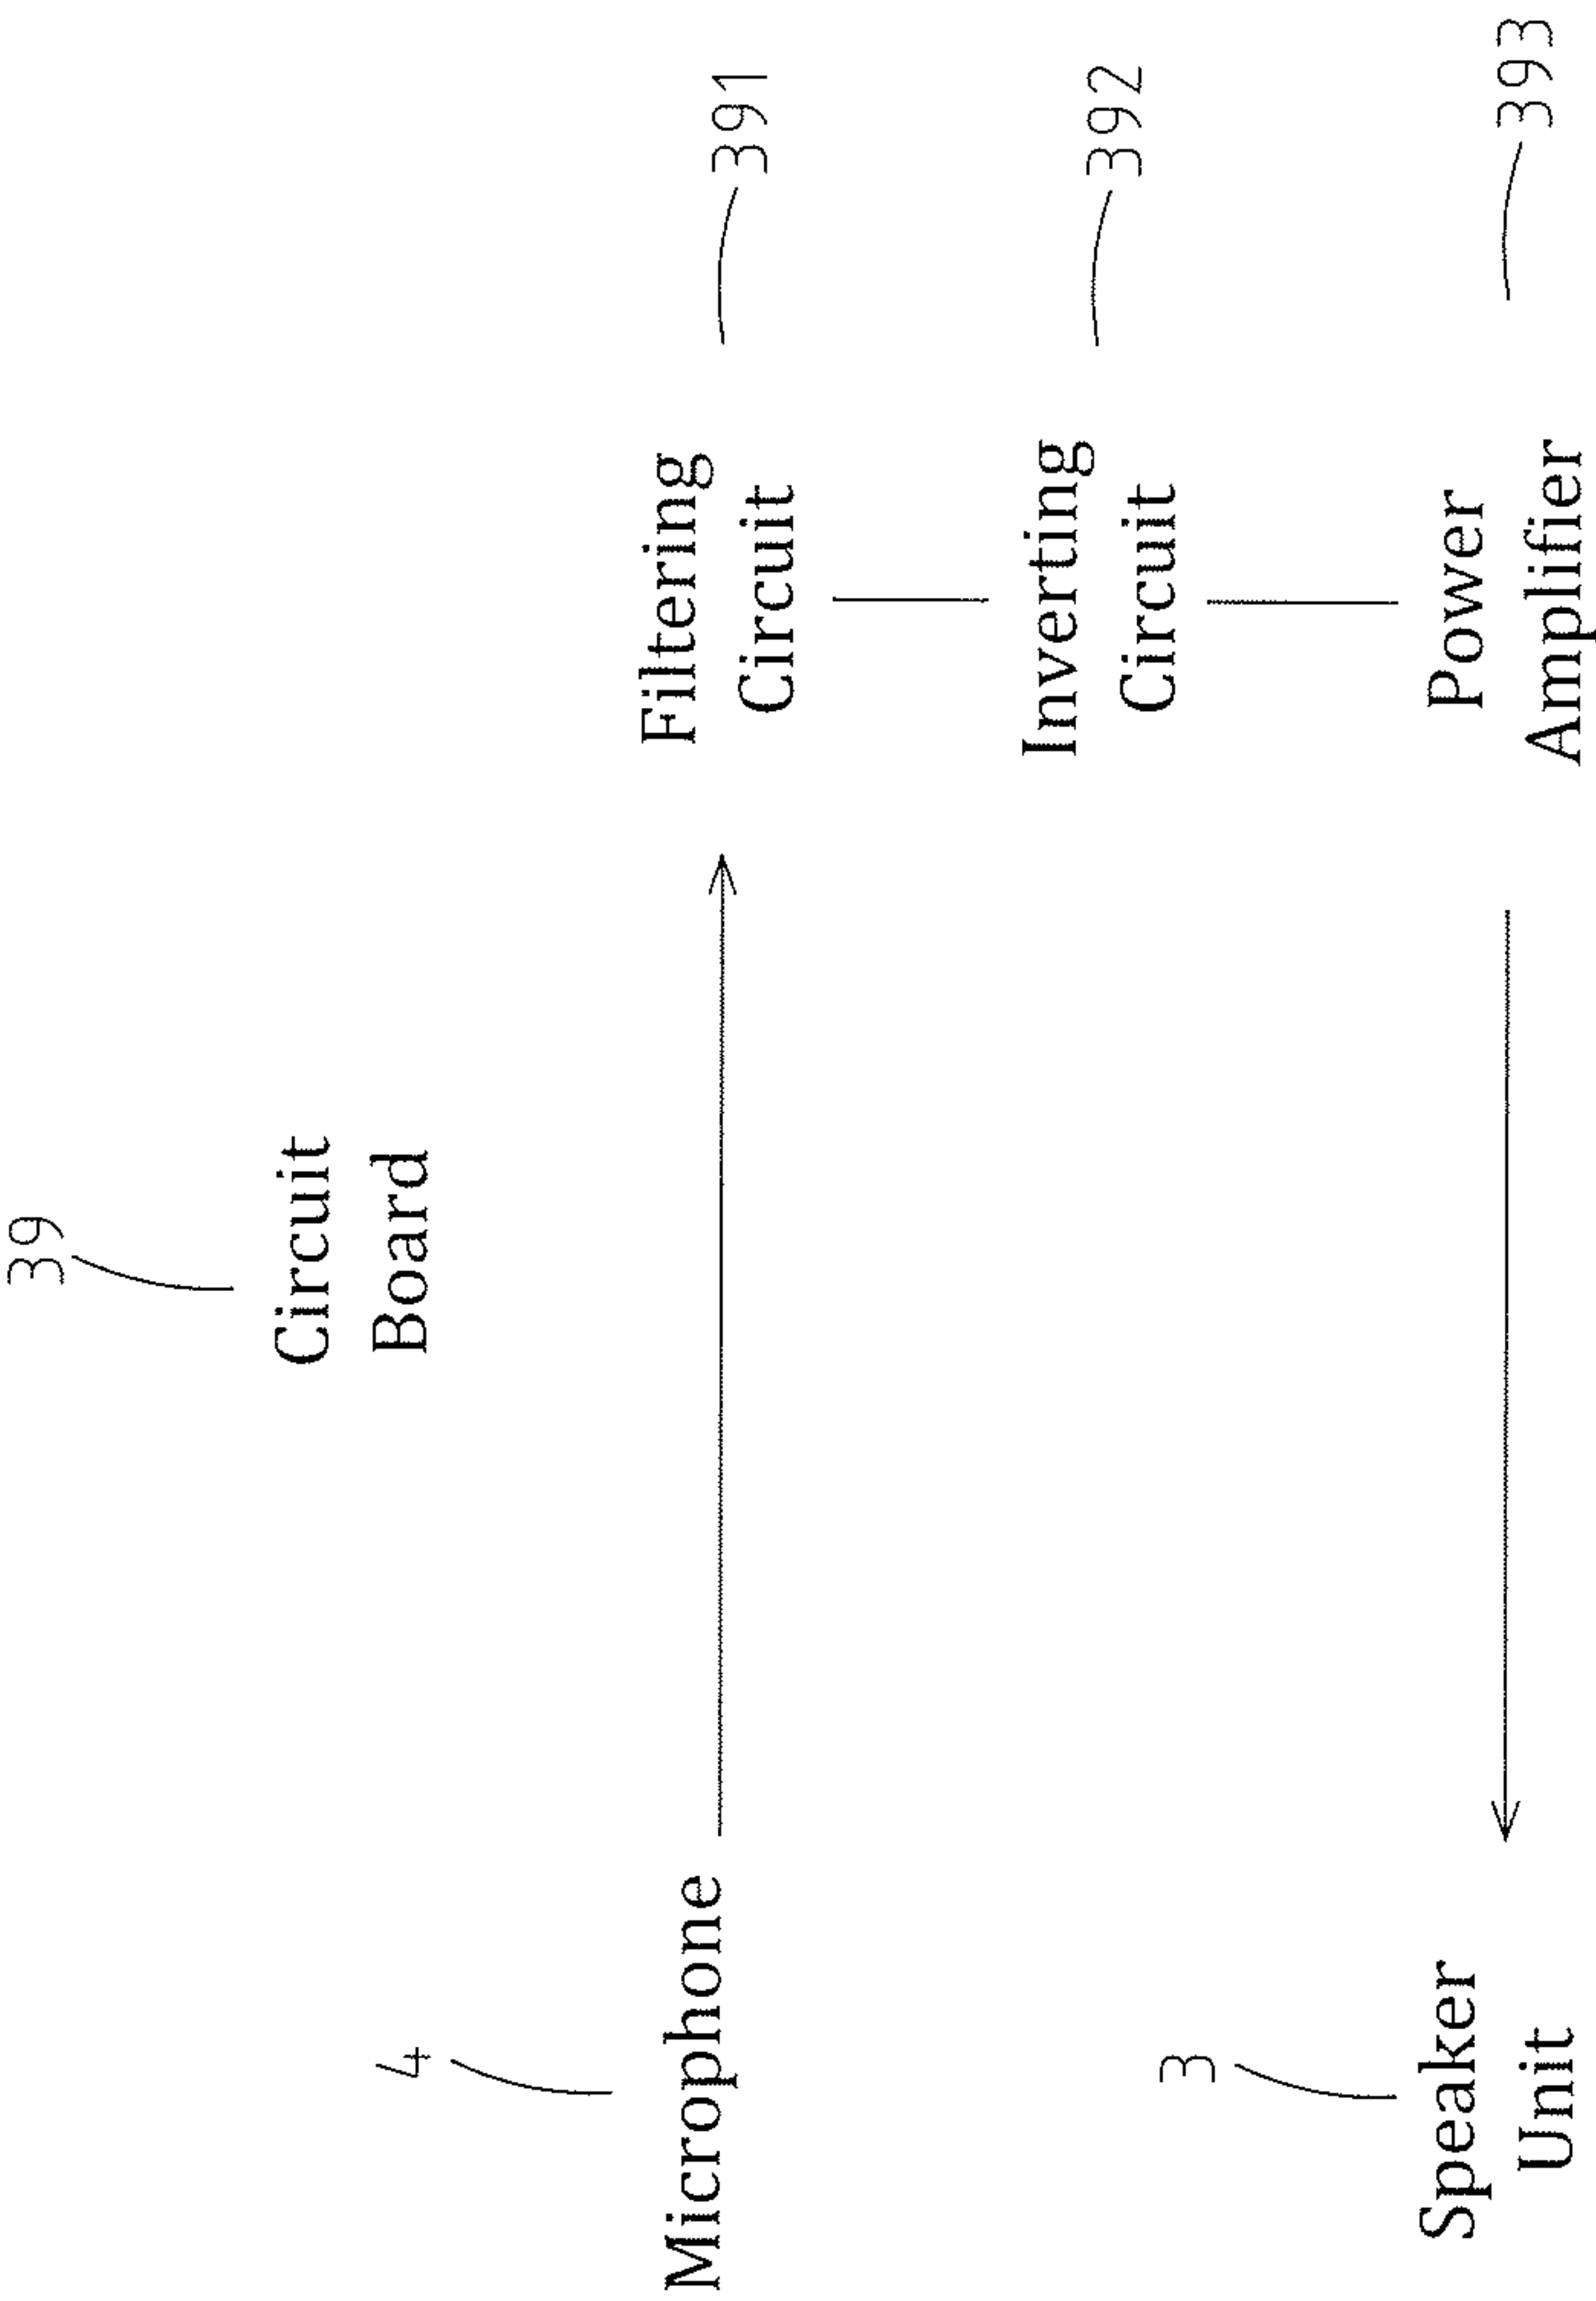 39
Circuit
Board
4
Microphone
Filtering
Circuit
391
Inverting
Circuit
392
3
Speaker
Unit
Power
Amplifier
393